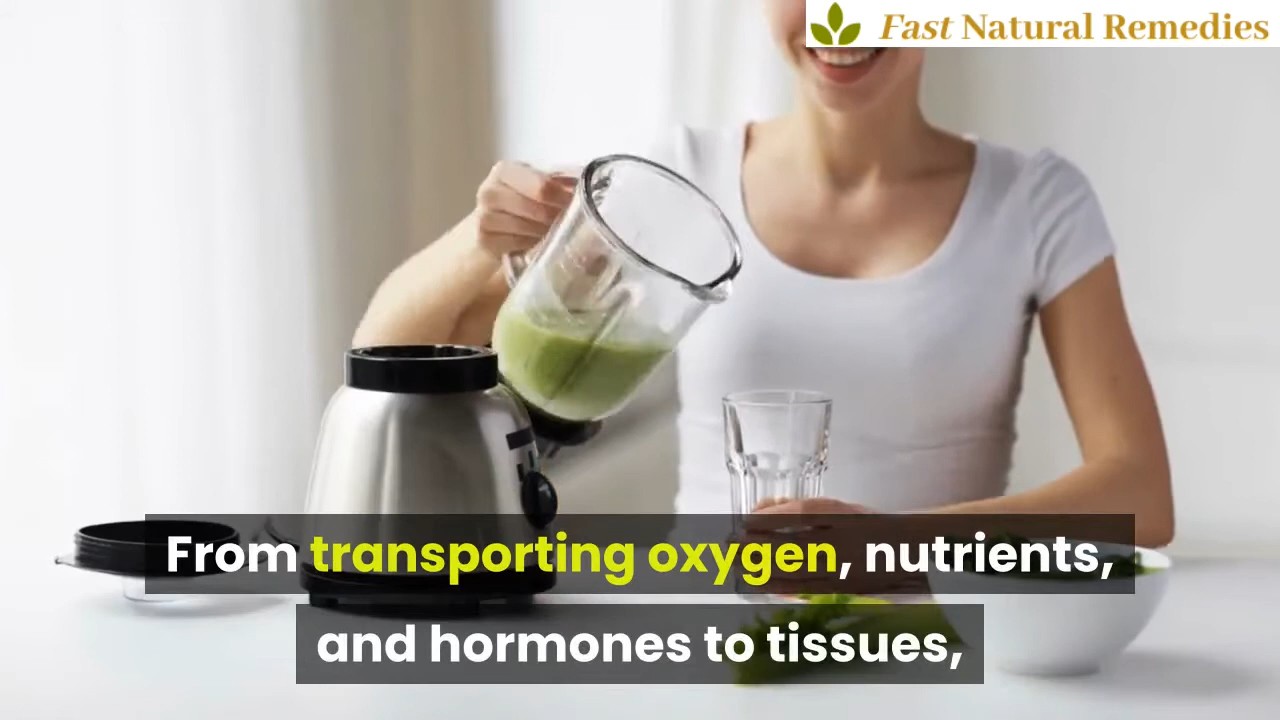 Fast Natural Remedies
From transporting oxygen, nutrients,
and hormones to tissues,